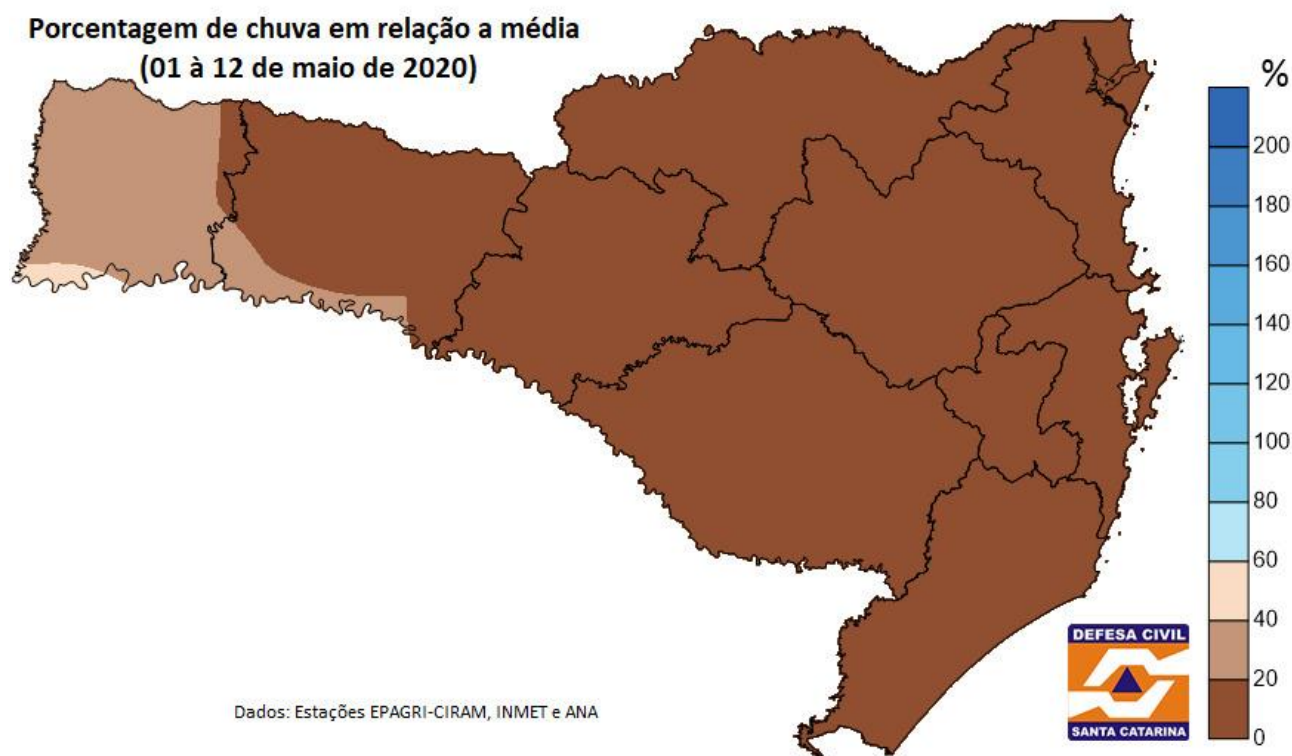 Porcentagem de chuva em relação a média
(01 à 12 de maio de 2020)
%
200
180
160
140
120
100
80
60
40
20
0
DEFESA CIVIL
SANTA CATARINA
Dados: Estações EPAGRI-CIRAM, INMET e ANA